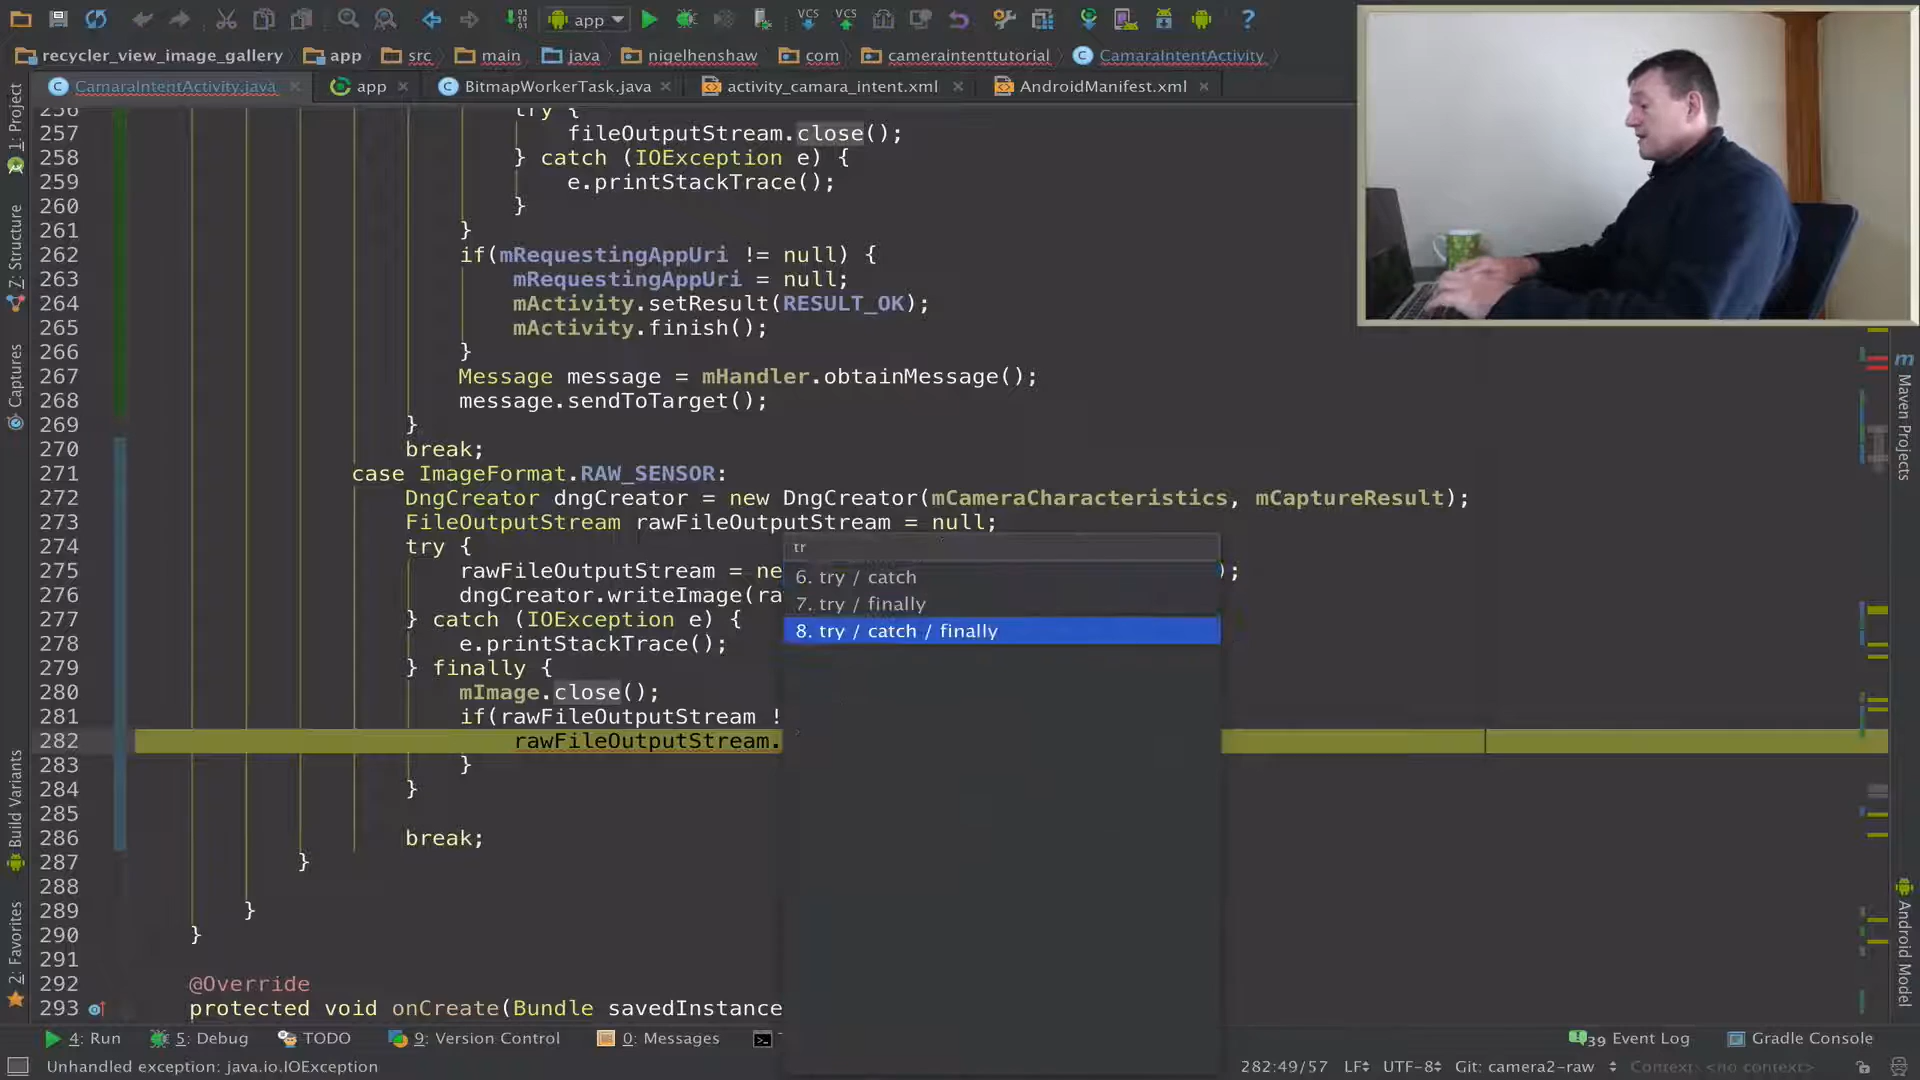 app
recycler_view_image_gallery app src main java nigelhenshaw com cameraintenttutorial CamaraIntentActivity
CamaraIntentActivity.java app BitmapWorkerTask.java activity_camara_intent.xml AndroidManifest.xml
1: Project
7: Structure
Captures
Build Variants
2: Favorites
256 try {
257 fileOutputStream.close();
258 } catch (IOException e) {
259 e.printStackTrace();
260 }
261 }
262 if(mRequestingAppUri != null) {
263 mRequestingAppUri = null;
264 mActivity.setResult(RESULT_OK);
265 mActivity.finish();
266 }
267 Message message = mHandler.obtainMessage();
268 message.sendToTarget();
269 }
270 break;
271 case ImageFormat.RAW_SENSOR:
272 DngCreator dngCreator = new DngCreator(mCameraCharacteristics, mCaptureResult);
273 FileOutputStream rawFileOutputStream = null;
274 try {
275 rawFileOutputStream = ne );
276 dngCreator.writeImage(ra
277 } catch (IOException e) {
278 e.printStackTrace();
279 } finally {
280 mImage.close();
281 if(rawFileOutputStream !
282 rawFileOutputStream.
283 }
284 }
285
286 break;
287 }
288
289 }
290 }
291
292 @Override
293 protected void onCreate(Bundle savedInstance
tr
6. try / catch
7. try / finally
8. try / catch / finally
m
Maven Projects
Android Model
4: Run 5: Debug TODO 9: Version Control 0: Messages 39 Event Log Gradle Console
Unhandled exception: java.io.IOException 282:49/57 LF UTF-8 Git: camera2-raw Context: <no context>